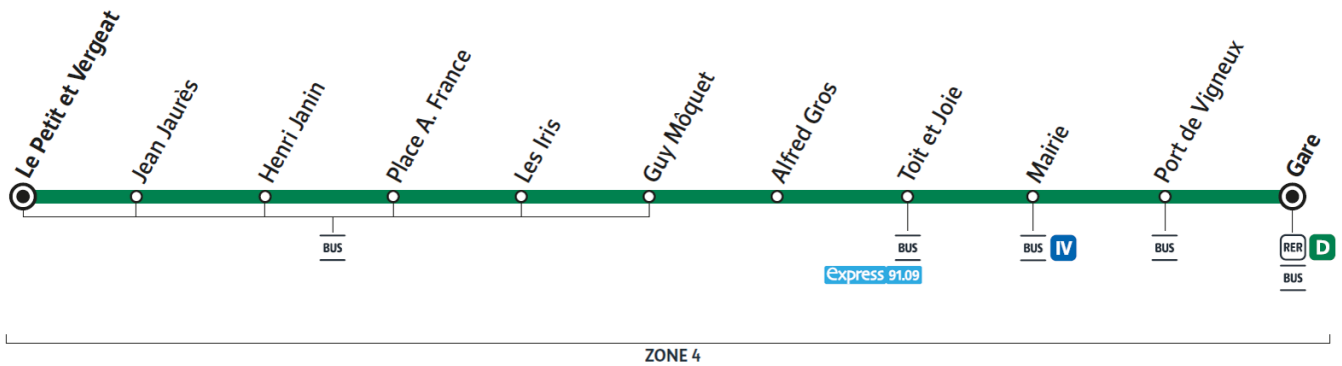 Le Petit et Vergeat
Jean Jaurès
Henri Janin
Place A. France
Les Iris
Guy Môquet
Alfred Gros
Toit et Joie
Mairie
Port de Vigneux
Gare
BUS
BUS
express 91.09
BUS IV
BUS
RER D
BUS
ZONE 4